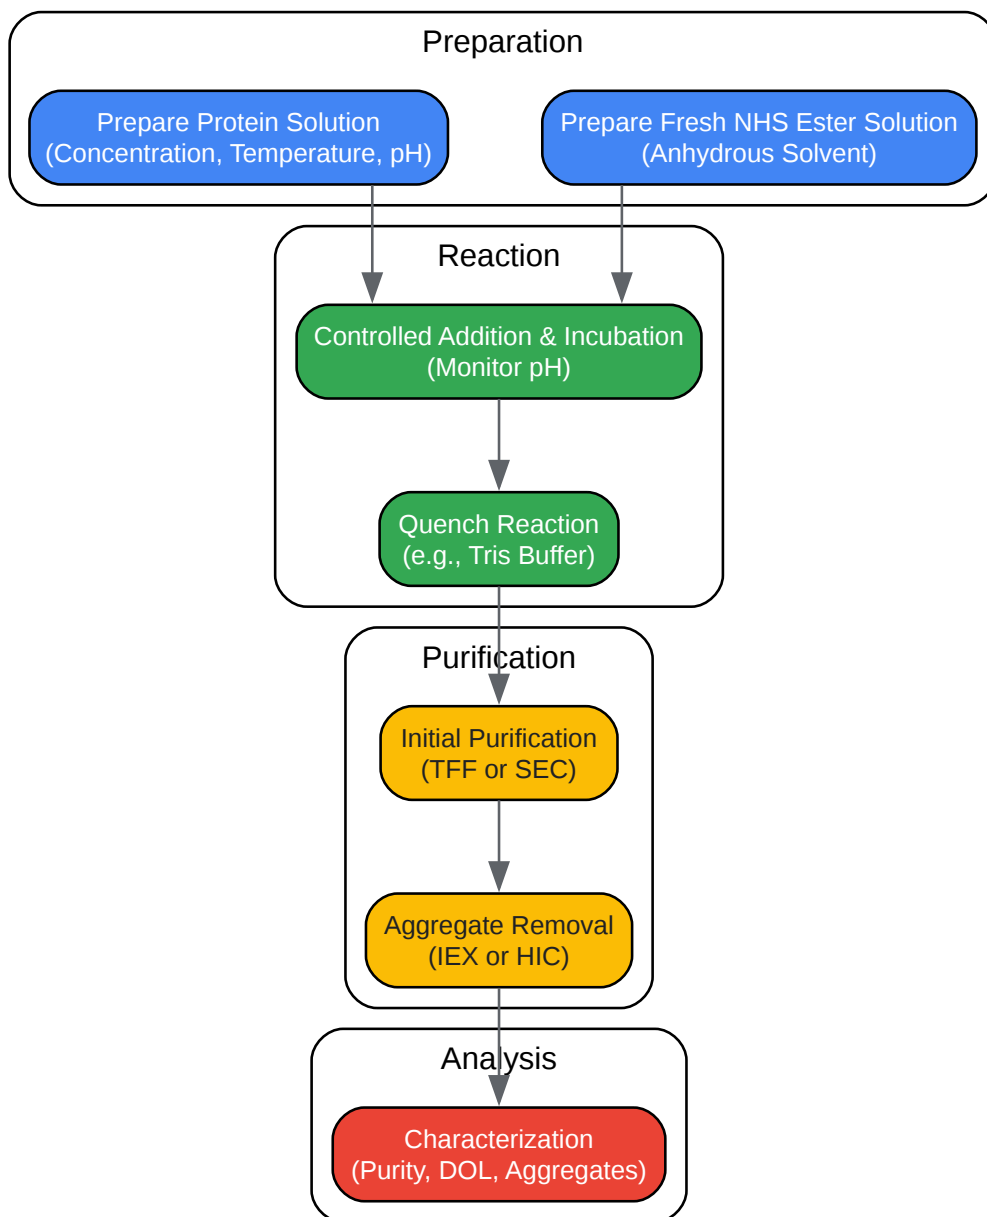 Preparation
Prepare Protein Solution
(Concentration, Temperature, pH)
Prepare Fresh NHS Ester Solution
(Anhydrous Solvent)
Reaction
Controlled Addition & Incubation
(Monitor pH)
Quench Reaction
(e.g., Tris Buffer)
Purification
Initial Purification
(TFF or SEC)
Aggregate Removal
(IEX or HIC)
Analysis
Characterization
(Purity, DOL, Aggregates)